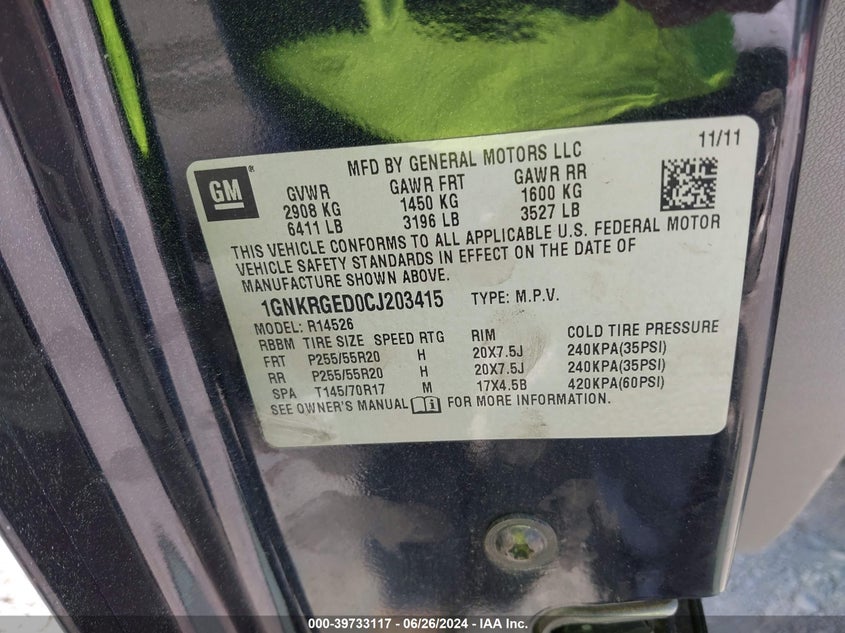 MFD BY GENERAL MOTORS LLC 11/11
GM®
GVWR GAWR FRT GAWR RR
2908 KG 1450 KG 1600 KG
6411 LB 3196 LB 3527 LB
THIS VEHICLE CONFORMS TO ALL APPLICABLE U.S. FEDERAL MOTOR
VEHICLE SAFETY STANDARDS IN EFFECT ON THE DATE OF
MANUFACTURE SHOWN ABOVE.
1GNKRGED0CJ203415 TYPE: M.P.V.
MODEL: R14526
RBBM TIRE SIZE SPEED RTG RIM COLD TIRE PRESSURE
FRT P255/55R20 H 20X7.5J 240KPA(35PSI)
RR P255/55R20 H 20X7.5J 240KPA(35PSI)
SPA T145/70R17 M 17X4.5B 420KPA(60PSI)
SEE OWNER'S MANUAL FOR MORE INFORMATION.
000-39733117 - 06/26/2024 - IAA Inc.